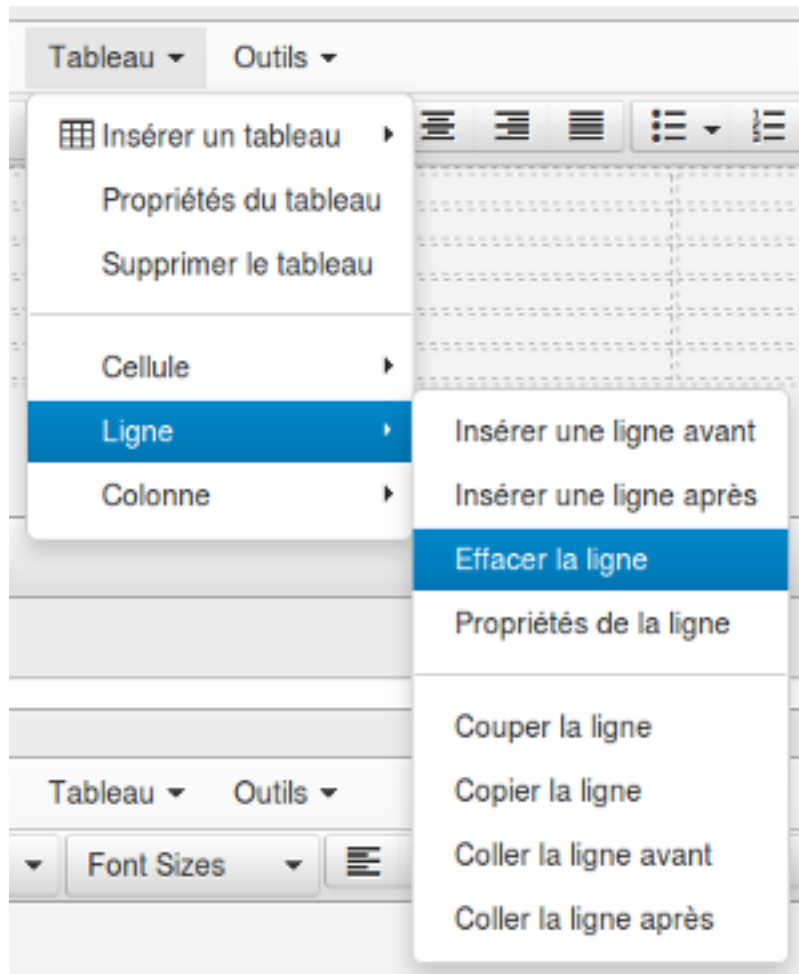 Tableau Outils
Insérer un tableau
Propriétés du tableau
Supprimer le tableau
Cellule
Ligne
Colonne
Insérer une ligne avant
Insérer une ligne après
Effacer la ligne
Propriétés de la ligne
Couper la ligne
Copier la ligne
Coller la ligne avant
Coller la ligne après
Tableau Outils
Font Sizes